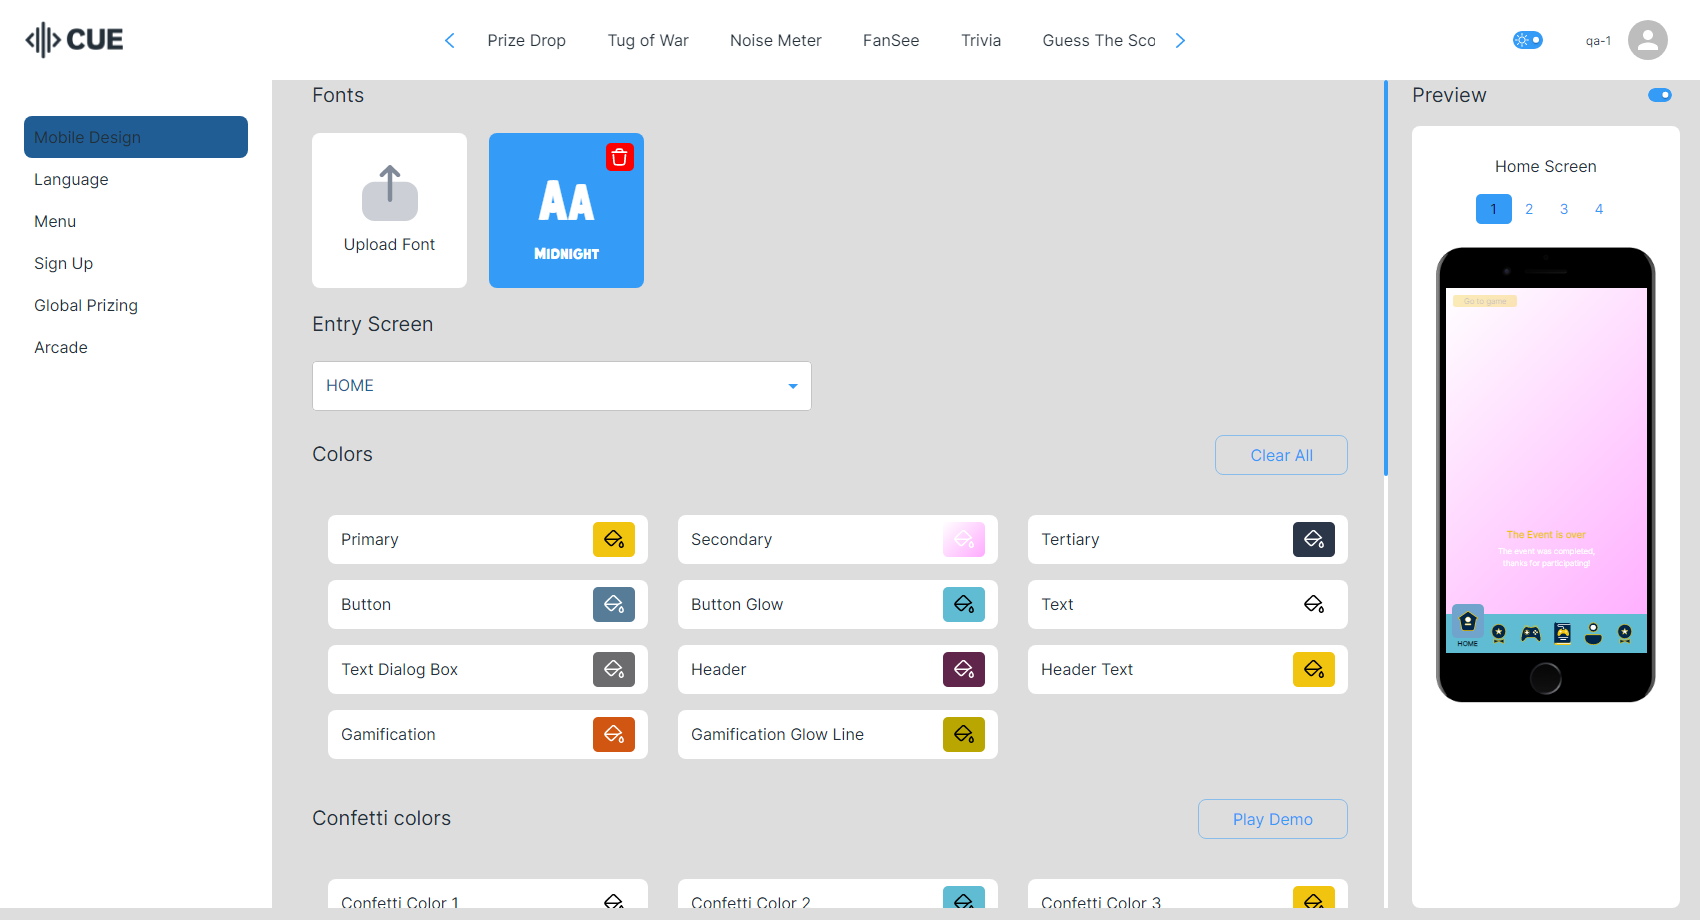 CUE
Prize Drop
Tug of War
Noise Meter
FanSee
Trivia
Guess The Sco
qa-1
Mobile Design
Language
Menu
Sign Up
Global Prizing
Arcade
Fonts
Upload Font
AA
MIDNIGHT
Entry Screen
HOME
Colors
Clear All
Primary
Secondary
Tertiary
Button
Button Glow
Text
Text Dialog Box
Header
Header Text
Gamification
Gamification Glow Line
Confetti colors
Play Demo
Confetti Color 1
Confetti Color 2
Confetti Color 3
Preview
Home Screen
1 2 3 4
Go to game
The Event is over
The event was completed,
thanks for participating!
HOME